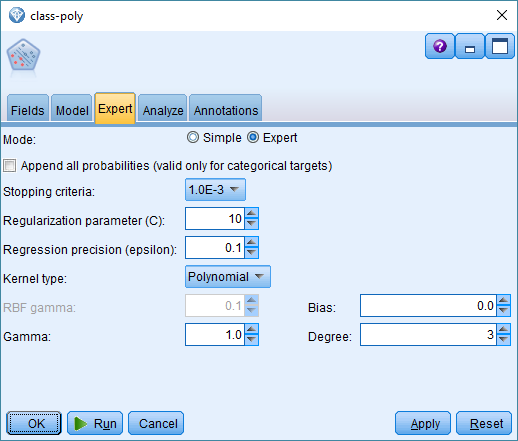 class-poly
Fields Model Expert Analyze Annotations
Mode: Simple Expert
Append all probabilities (valid only for categorical targets)
Stopping criteria: 1.0E-3
Regularization parameter (C): 10
Regression precision (epsilon): 0.1
Kernel type: Polynomial
RBF gamma: 0.1 Bias: 0.0
Gamma: 1.0 Degree: 3
OK Run Cancel Apply Reset